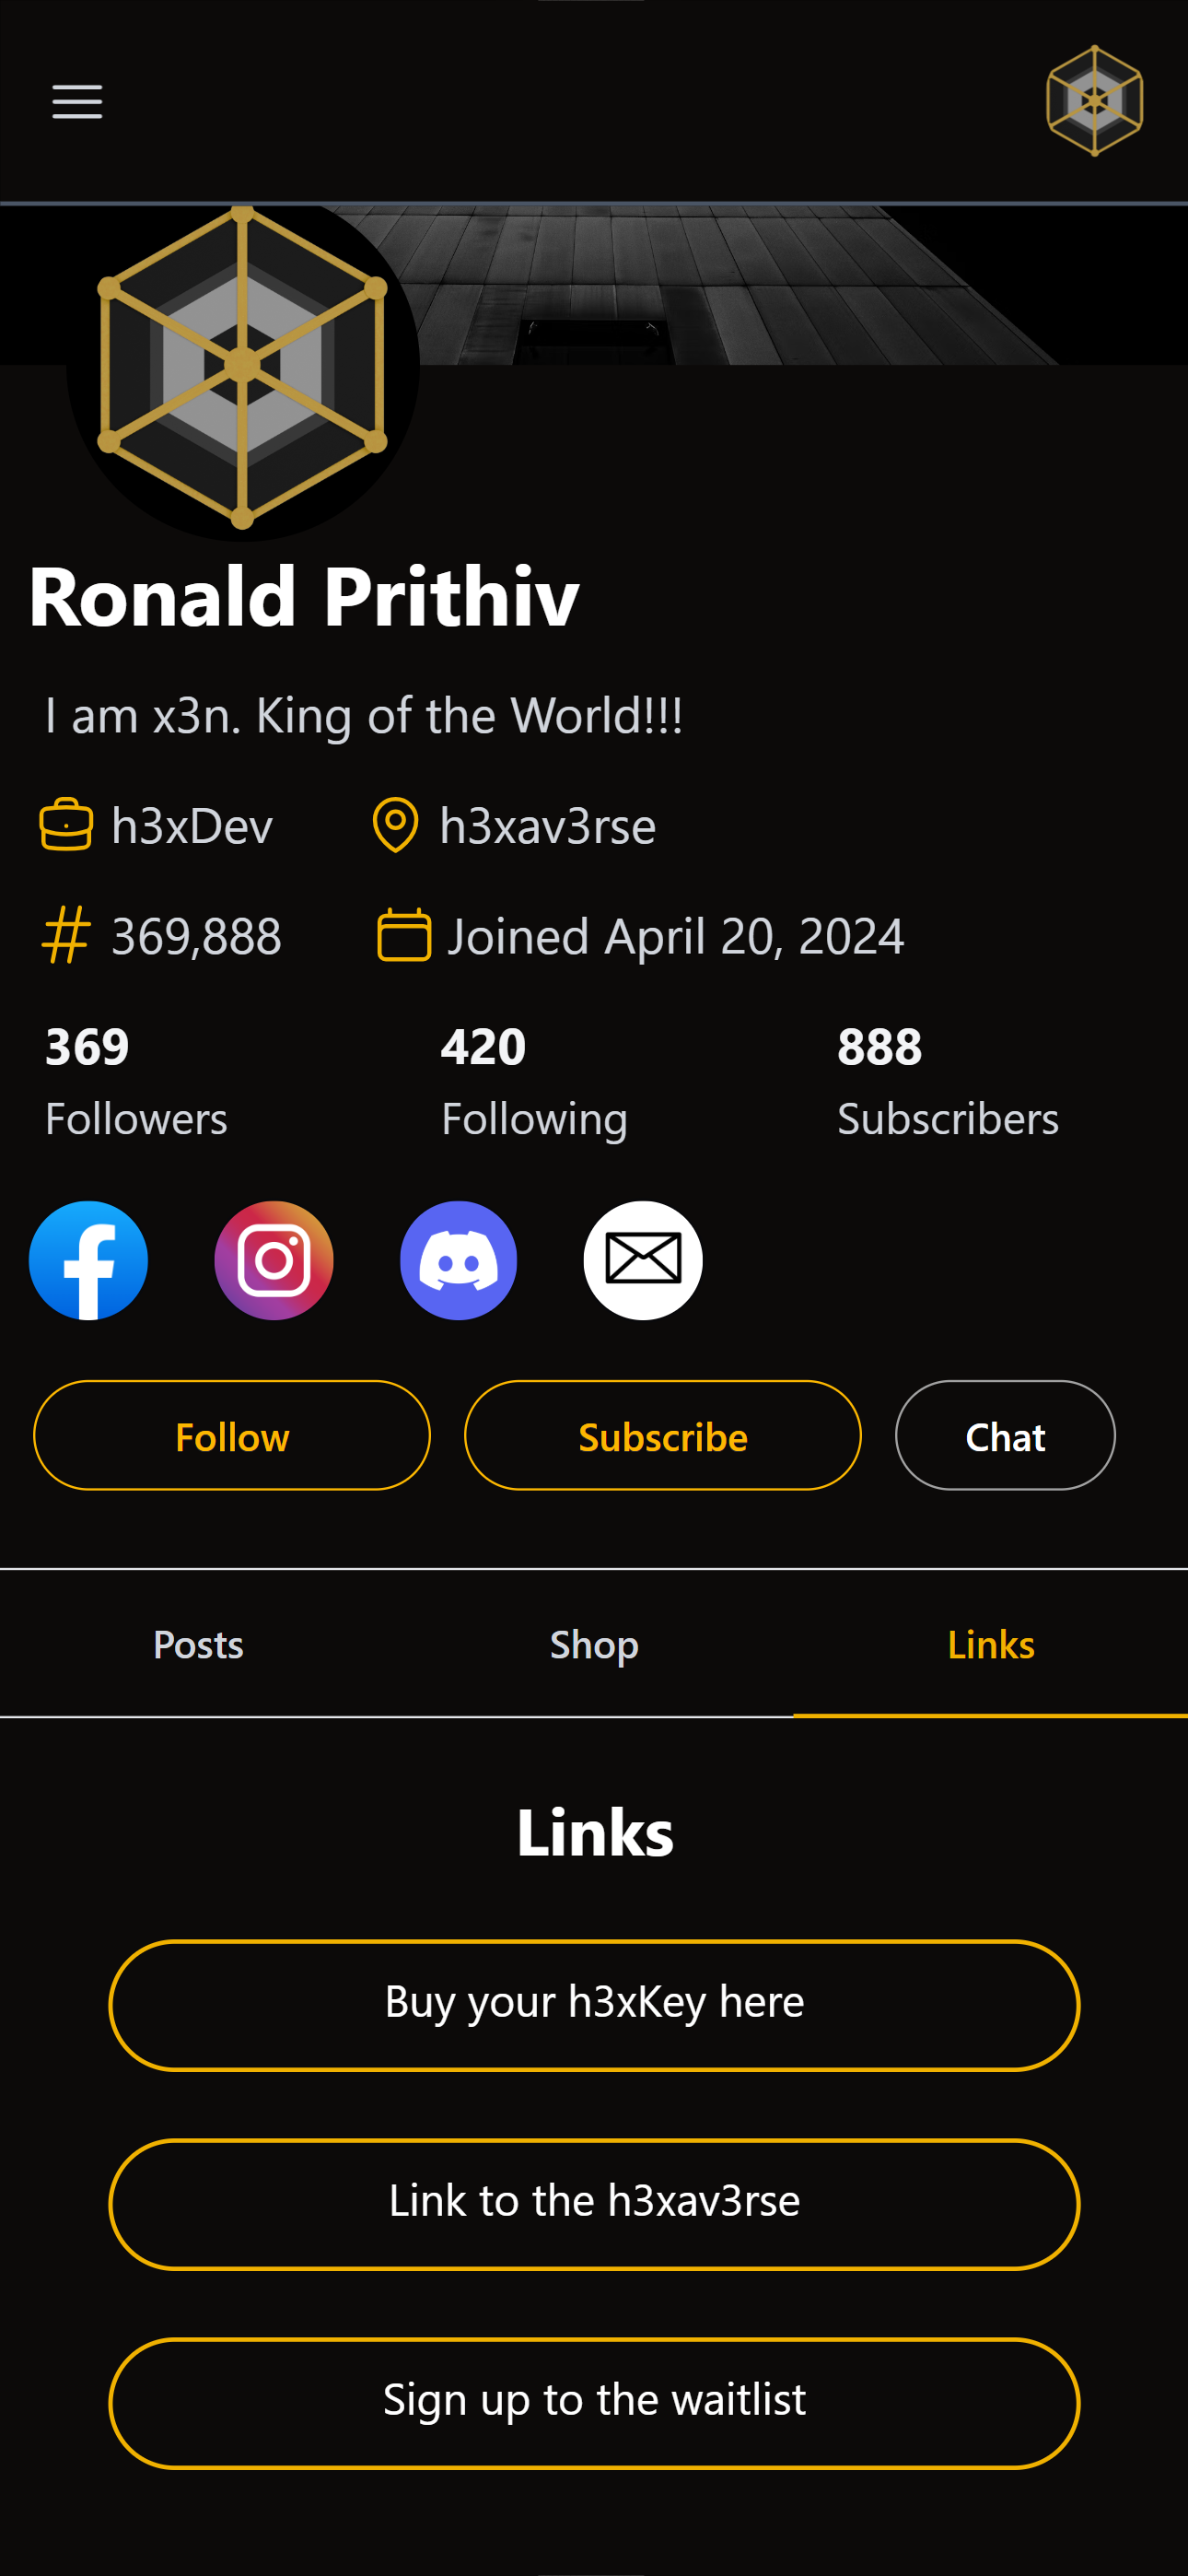 Ronald Prithiv
I am x3n. King of the World!!!
h3xDev h3xav3rse
369,888 Joined April 20, 2024
369 420 888
Followers Following Subscribers
Follow Subscribe Chat
Posts Shop Links
Links
Buy your h3xKey here
Link to the h3xav3rse
Sign up to the waitlist